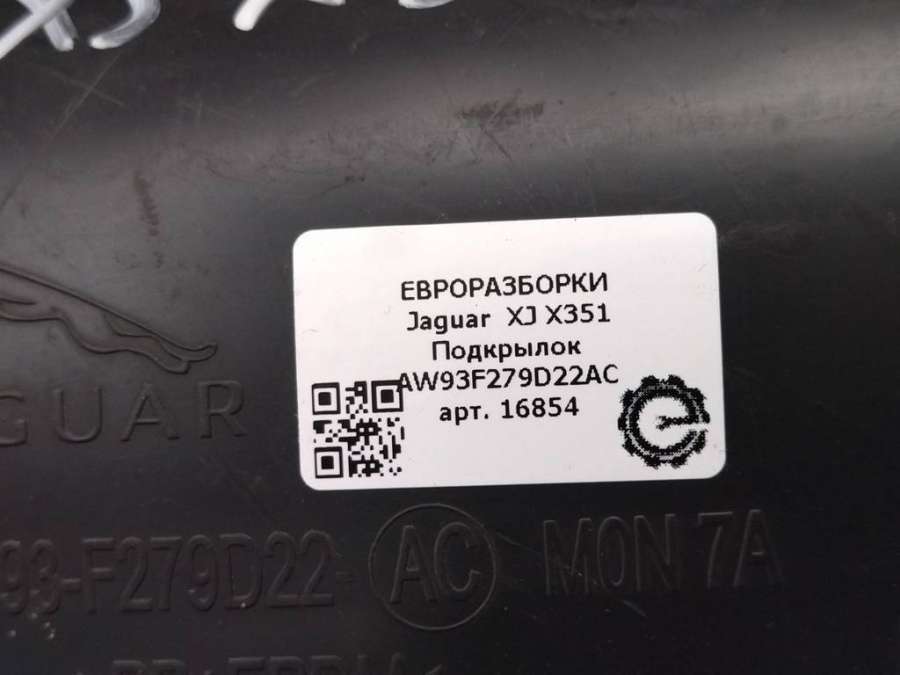 ЕВРОРАЗБОРКИ
Jaguar XJ X351
Подкрылок
AW93F279D22AC
арт. 16854
GUAR
93-F279D22-
AC
MON 7A